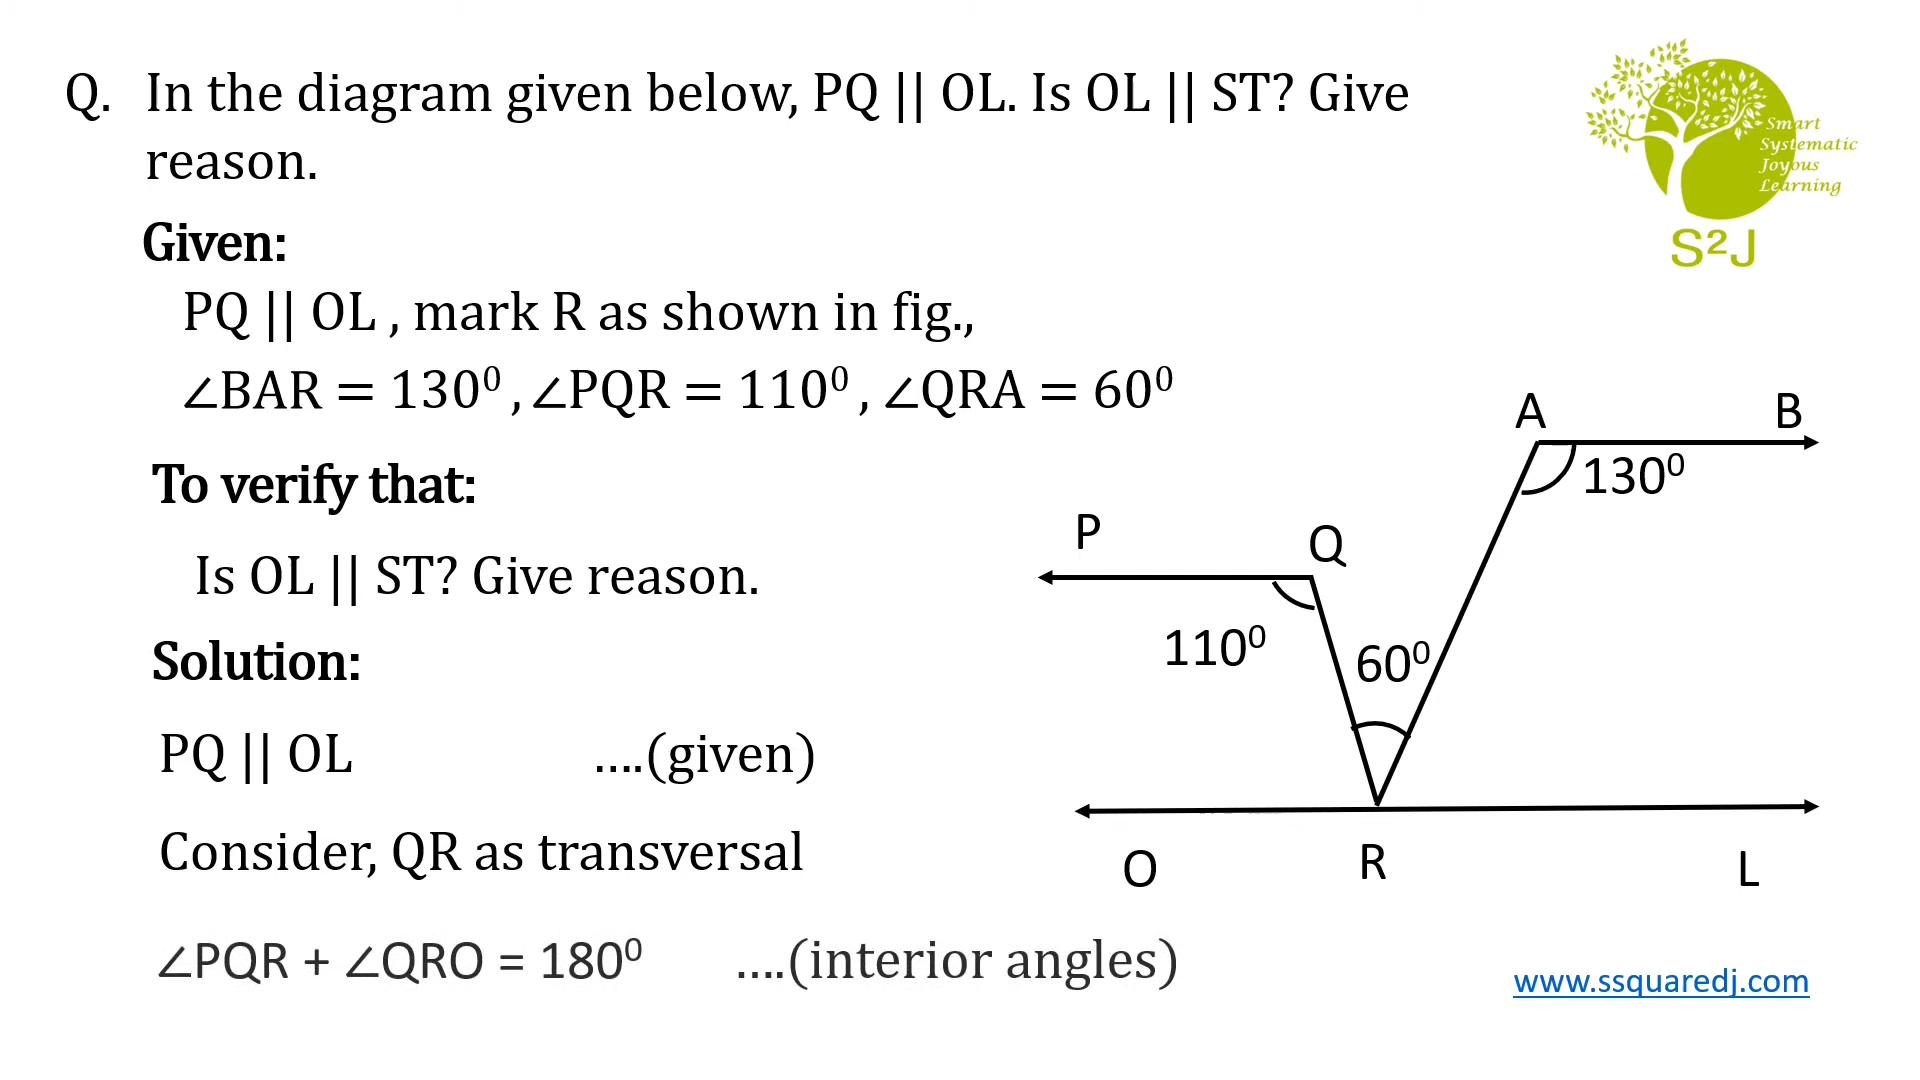 Q. In the diagram given below, PQ || OL. Is OL || ST? Give
reason.
Smart
Systematic
Joyous
Learning
S²J
Given:
PQ || OL , mark R as shown in fig.,
∠BAR = 130⁰ , ∠PQR = 110⁰ , ∠QRA = 60⁰
To verify that:
Is OL || ST? Give reason.
Solution:
PQ || OL ....(given)
Consider, QR as transversal
∠PQR + ∠QRO = 180⁰ ....(interior angles)
A B
130⁰
P Q
110⁰ 60⁰
O R L
www.ssquaredj.com